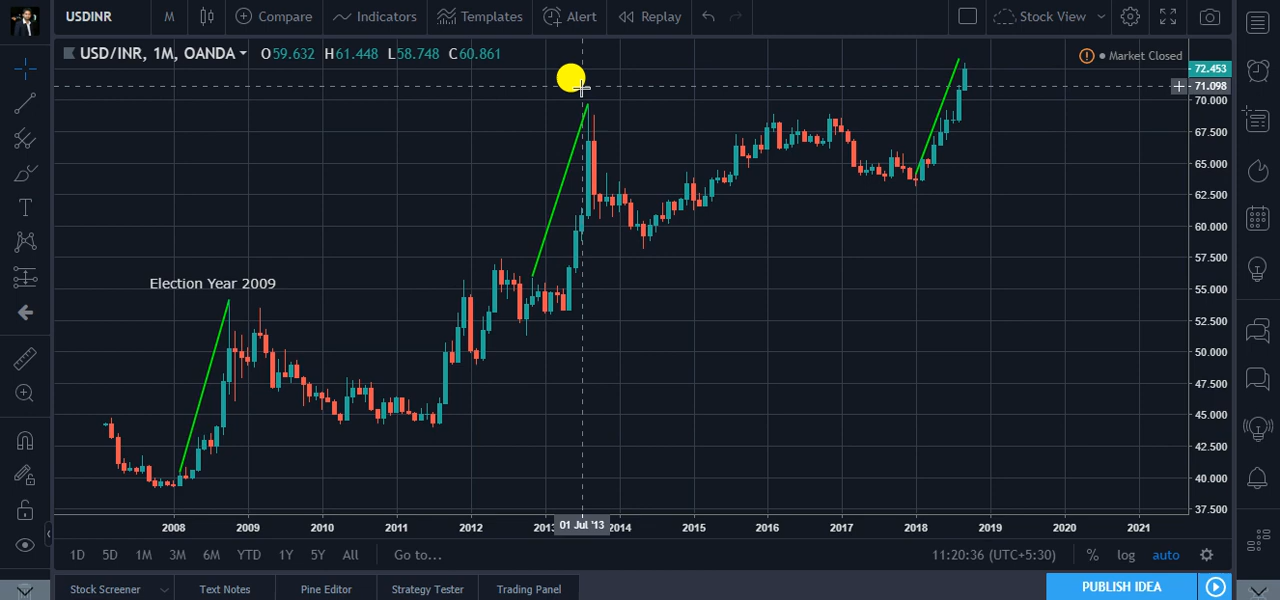 USDINR M Compare Indicators Templates Alert Replay Stock View
USD/INR, 1M, OANDA O59.632 H61.448 L58.748 C60.861 Market Closed
72.453
71.098
70.000
67.500
65.000
62.500
60.000
57.500
Election Year 2009
55.000
52.500
50.000
47.500
45.000
42.500
40.000
37.500
2008 2009 2010 2011 2012 2013 01 Jul '13 2014 2015 2016 2017 2018 2019 2020 2021
1D 5D 1M 3M 6M YTD 1Y 5Y All Go to... 11:20:36 (UTC+5:30) % log auto
Stock Screener Text Notes Pine Editor Strategy Tester Trading Panel PUBLISH IDEA